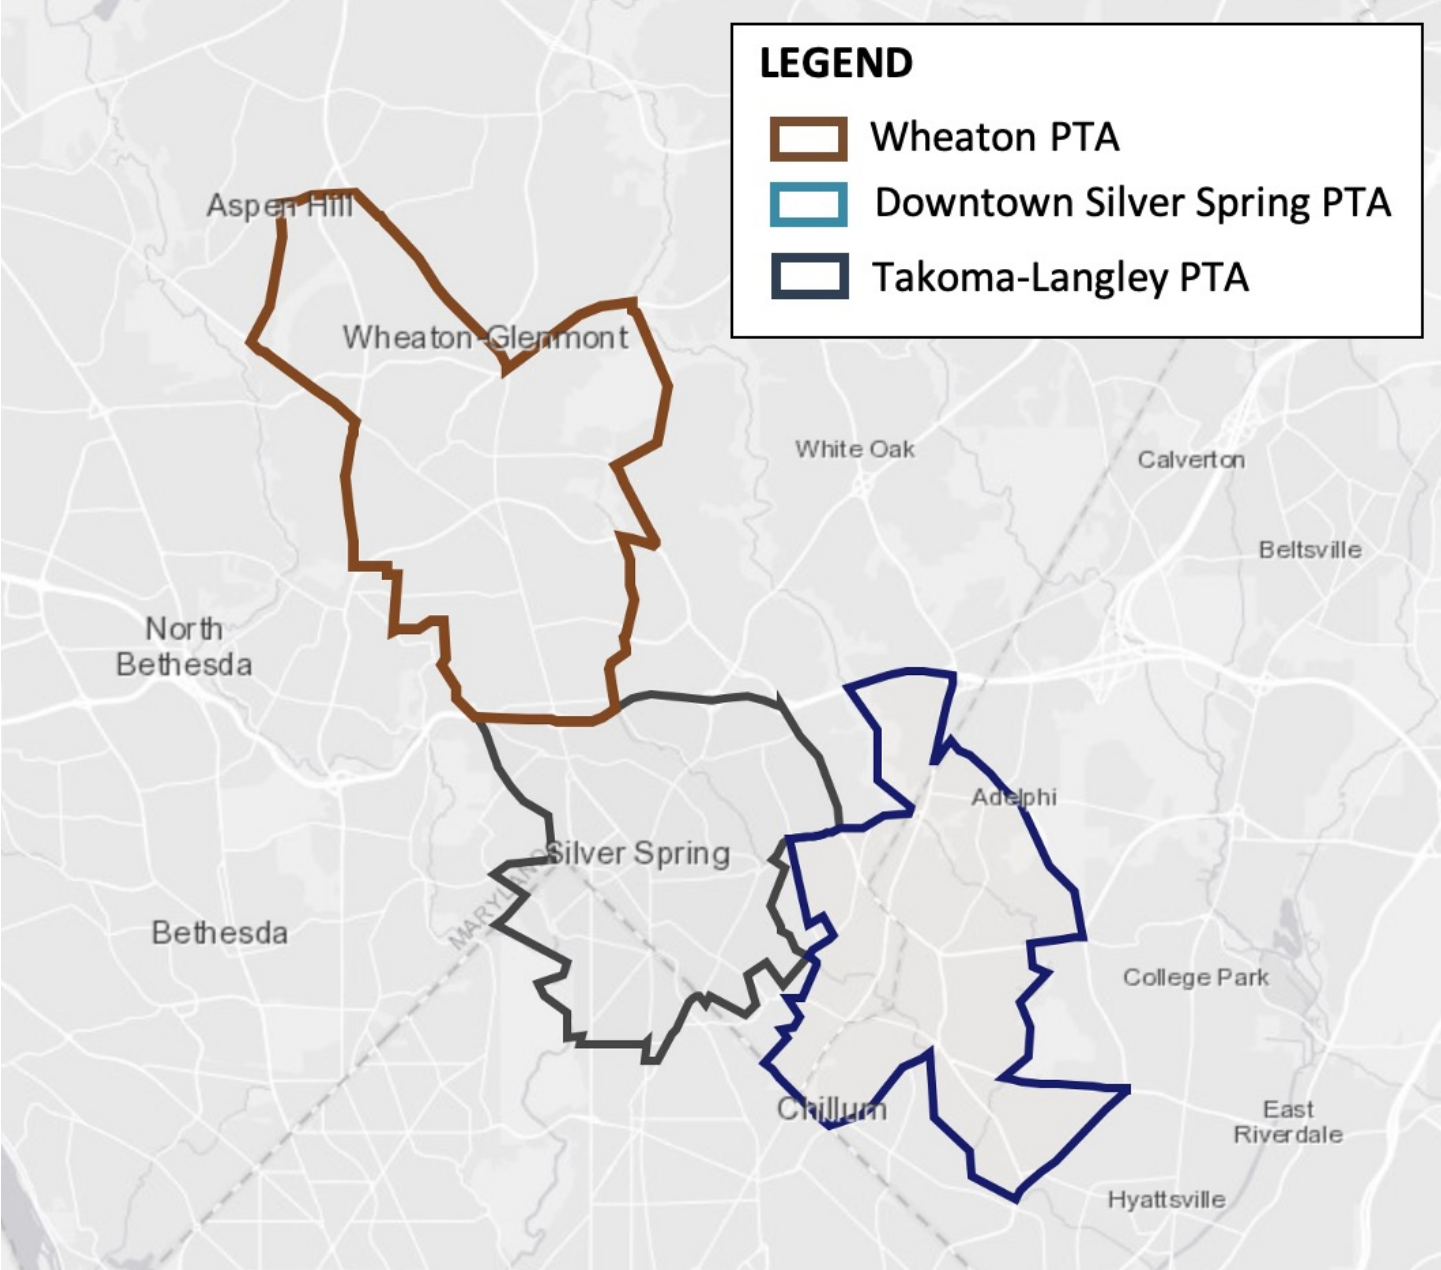 LEGEND
Wheaton PTA
Downtown Silver Spring PTA
Takoma-Langley PTA
Aspen Hill
Wheaton-Glenmont
White Oak
Calverton
Beltsville
North
Bethesda
Adelphi
Silver Spring
MARYLAND
Bethesda
College Park
Chillum
East
Riverdale
Hyattsville